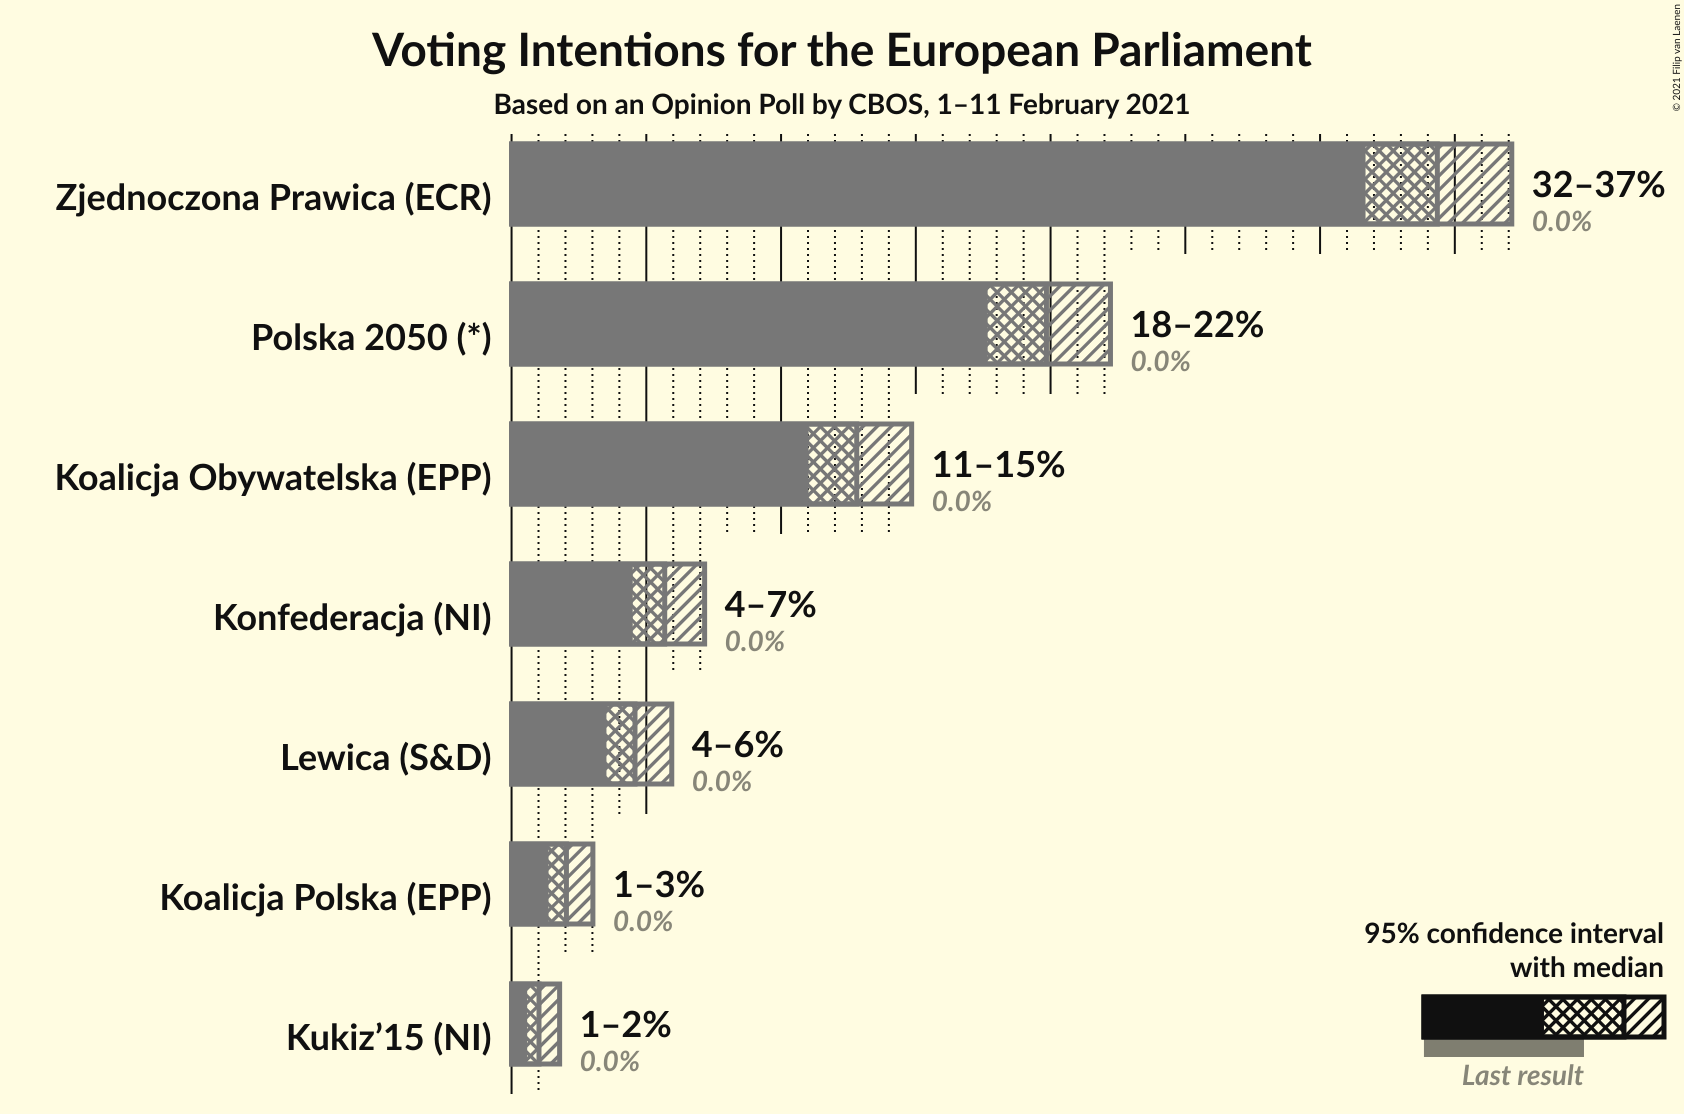 Voting Intentions for the European Parliament
Based on an Opinion Poll by CBOS, 1–11 February 2021
© 2021 Filip van Laenen
Zjednoczona Prawica (ECR)
32–37%
0.0%
Polska 2050 (*)
18–22%
0.0%
Koalicja Obywatelska (EPP)
11–15%
0.0%
Konfederacja (NI)
4–7%
0.0%
Lewica (S&D)
4–6%
0.0%
Koalicja Polska (EPP)
1–3%
0.0%
Kukiz’15 (NI)
1–2%
0.0%
95% confidence interval
with median
Last result